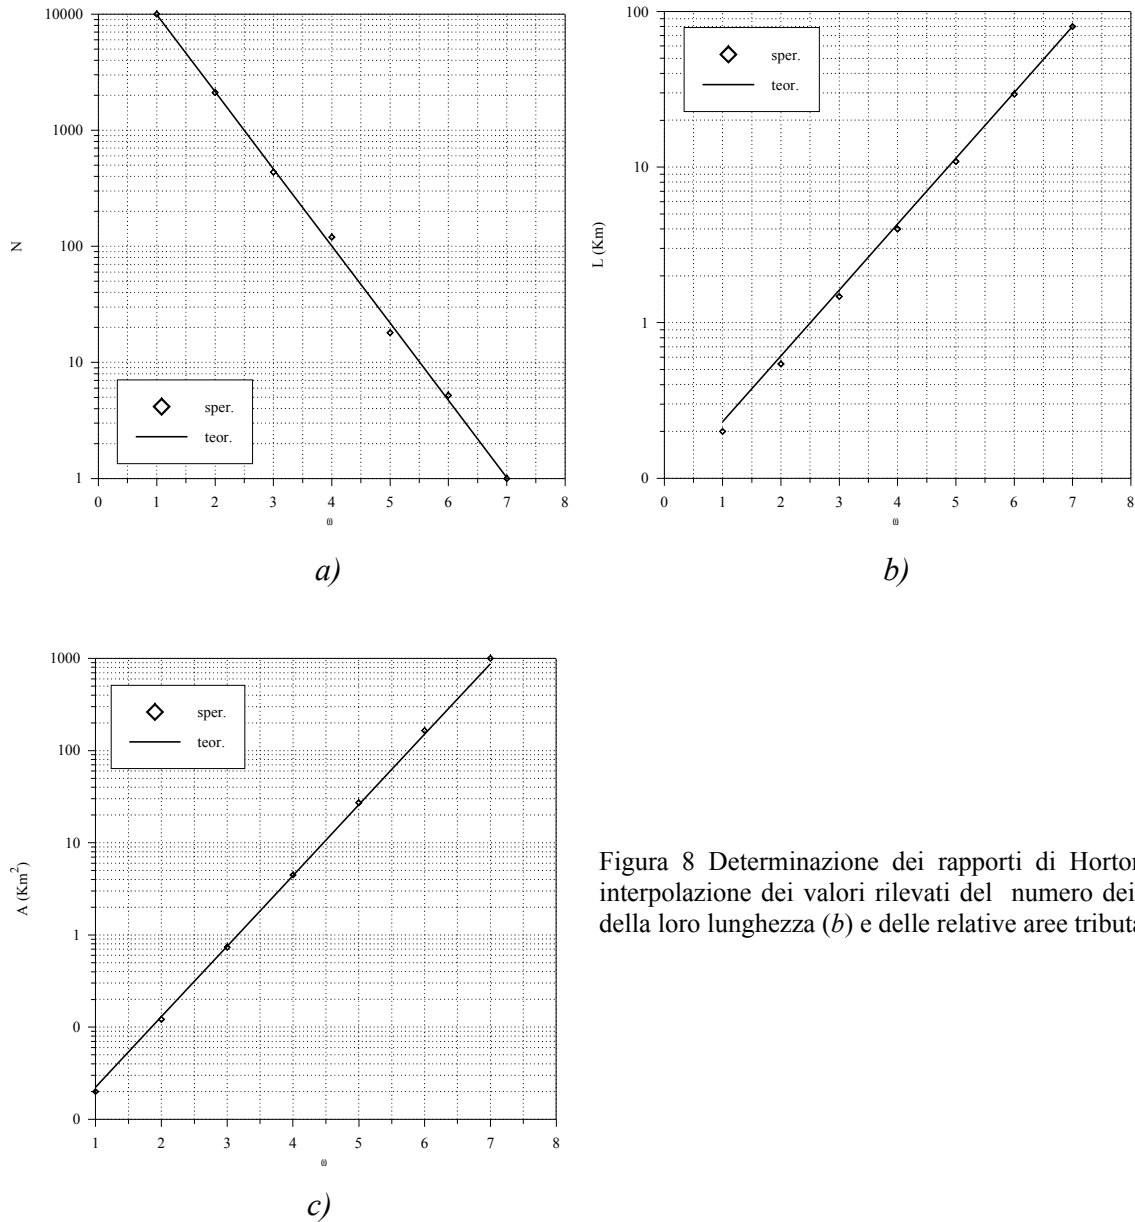 10000
1000
100
10
1
N
0 1 2 3 4 5 6 7 8
ω
sper.
teor.
a)
100
10
1
0
L (Km)
0 1 2 3 4 5 6 7 8
ω
sper.
teor.
b)
1000
100
10
1
0
0
A (Km²)
1 2 3 4 5 6 7 8
ω
sper.
teor.
c)
Figura 8 Determinazione dei rapporti di Horton
interpolazione dei valori rilevati del numero dei
della loro lunghezza (b) e delle relative aree tributa